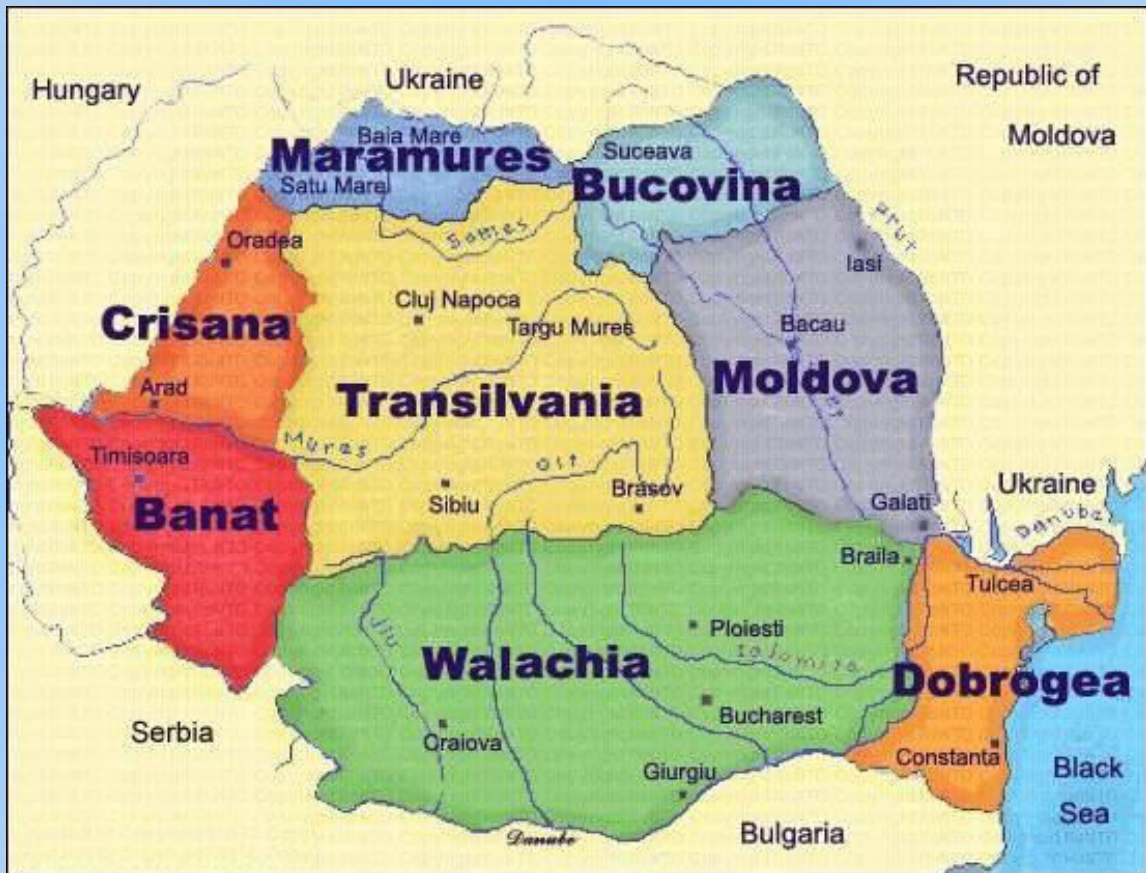 Hungary
Ukraine
Republic of
Moldova
Baia Mare
Maramures
Satu Marel
Suceava
Bucovina
Prut
Somes
Oradea
Iasi
Cluj Napoca
Targu Mures
Bacau
Crisana
Moldova
Arad
Transilvania
Mures
Timisoara
Olt
Banat
Sibiu
Brasov
Galati
Ukraine
Danube
Braila
Tulcea
Jiu
Ploiesti
Ialomita
Walachia
Dobrogea
Serbia
Craiova
Bucharest
Constanta
Giurgiu
Black
Sea
Danube
Bulgaria